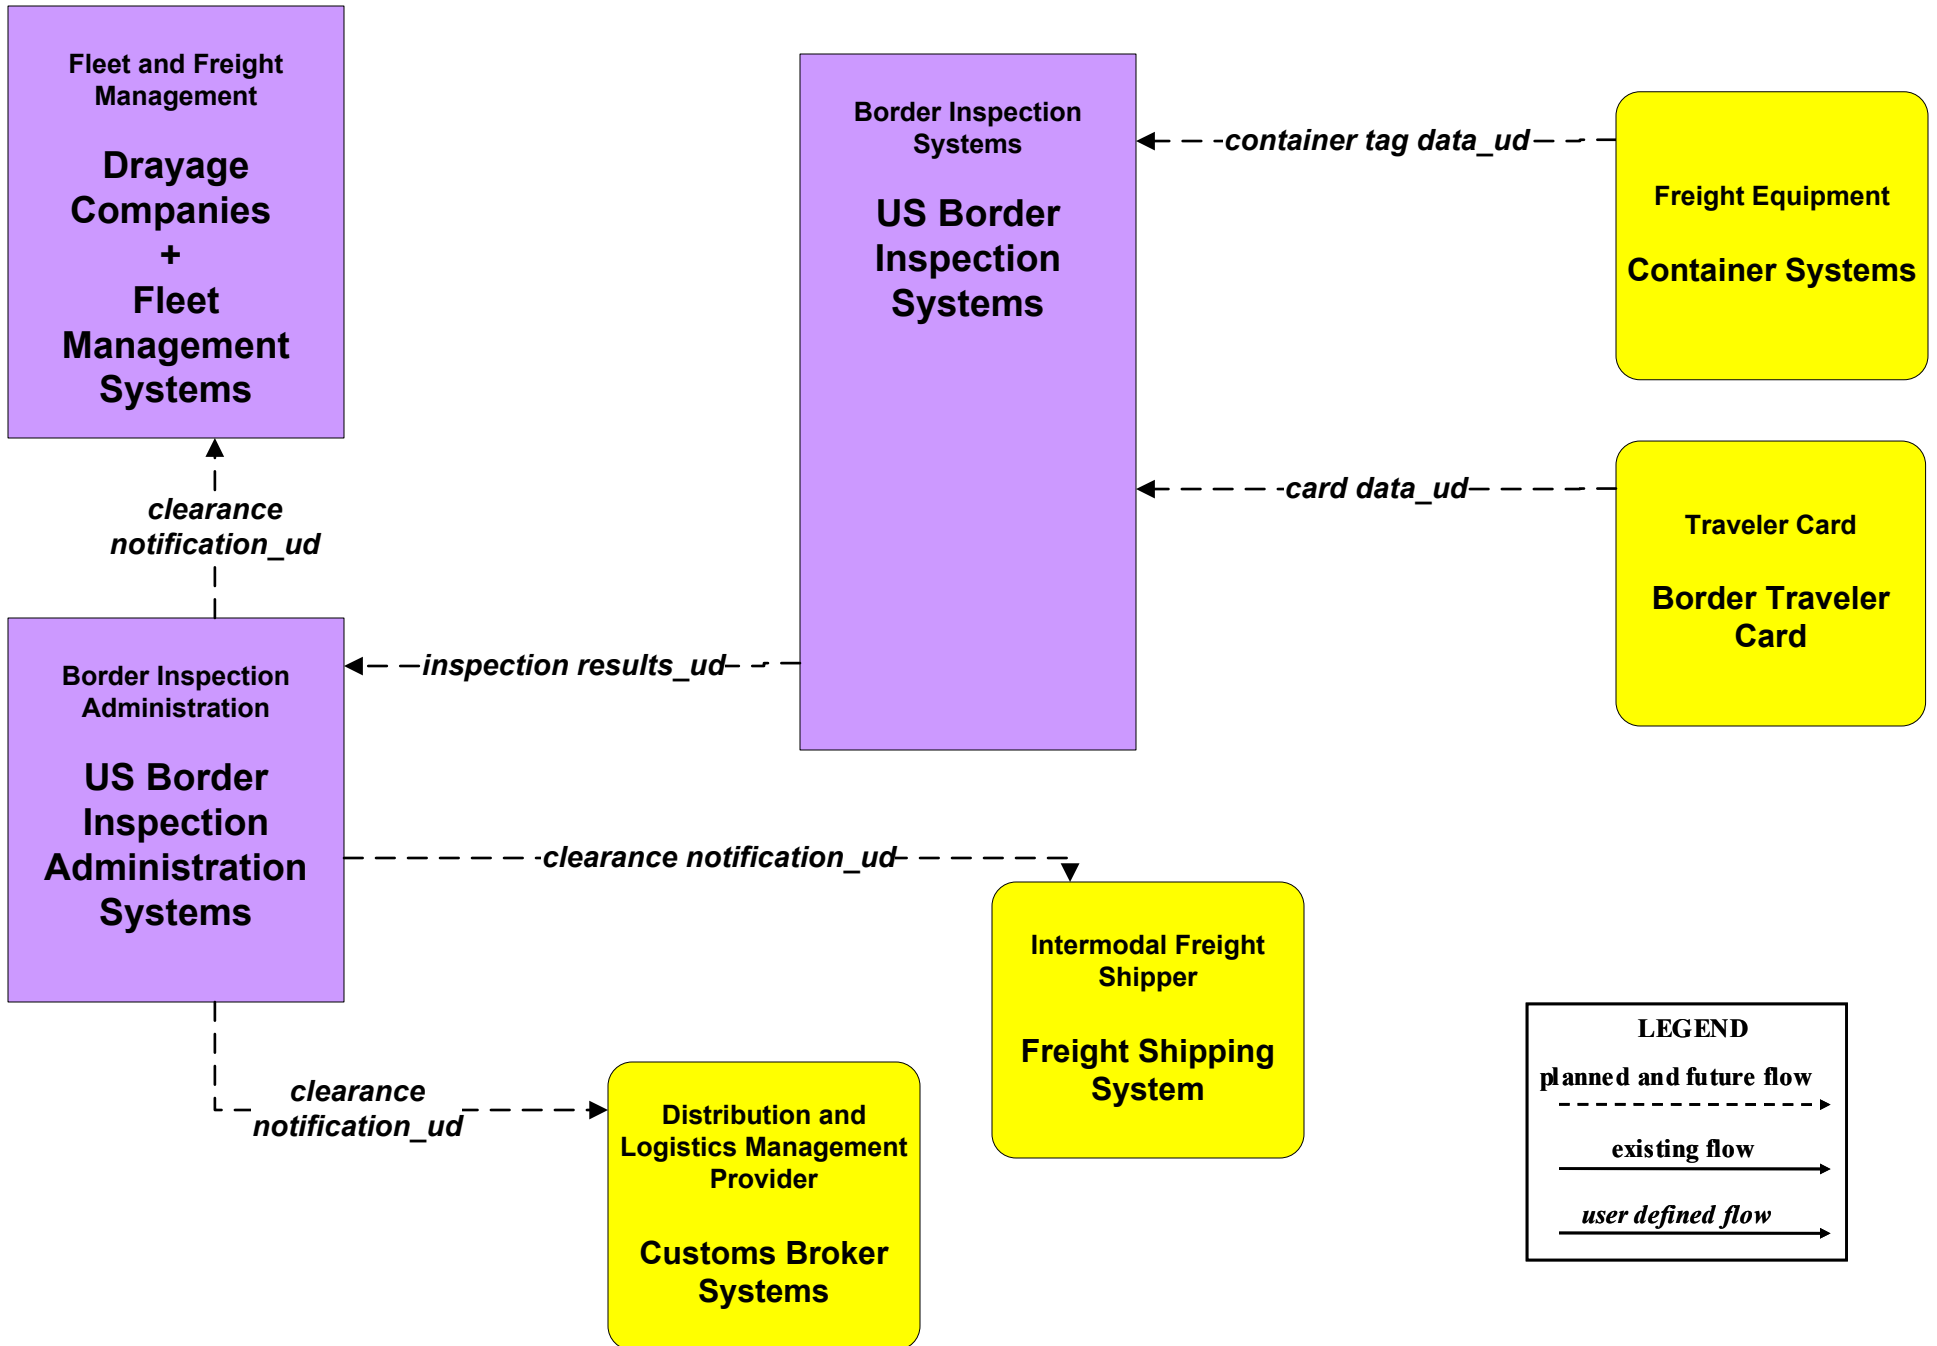 Fleet and Freight
Management
Drayage
Companies
+
Fleet
Management
Systems
Border Inspection
Systems
US Border
Inspection
Systems
container tag data_ud
Freight Equipment
Container Systems
card data_ud
Traveler Card
Border Traveler
Card
clearance
notification_ud
inspection results_ud
Border Inspection
Administration
US Border
Inspection
Administration
Systems
clearance notification_ud
Intermodal Freight
Shipper
Freight Shipping
System
clearance
notification_ud
Distribution and
Logistics Management
Provider
Customs Broker
Systems
LEGEND
planned and future flow
existing flow
user defined flow